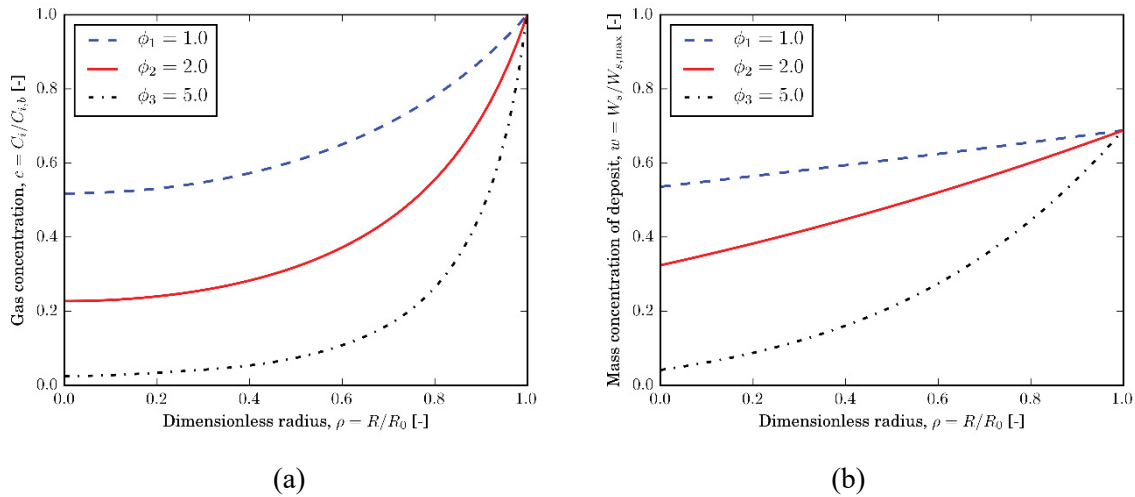 1.0
0.8
0.6
0.4
0.2
0.0
Gas concentration, c = C_i/C_{i,b} [-]
ϕ₁ = 1.0
ϕ₂ = 2.0
ϕ₃ = 5.0
0.0 0.2 0.4 0.6 0.8 1.0
Dimensionless radius, ρ = R/R₀ [-]
(a)
1.0
0.8
0.6
0.4
0.2
0.0
Mass concentration of deposit, w = W_s/W_{s,max} [-]
ϕ₁ = 1.0
ϕ₂ = 2.0
ϕ₃ = 5.0
0.0 0.2 0.4 0.6 0.8 1.0
Dimensionless radius, ρ = R/R₀ [-]
(b)